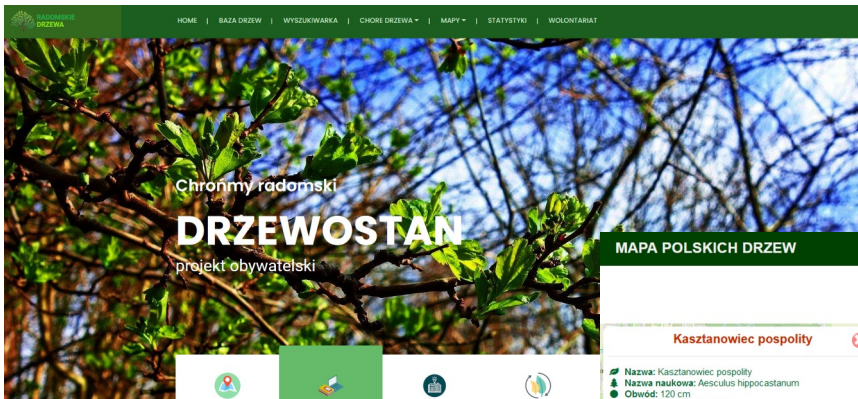 RADOMSKIE
DRZEWA
HOME | BAZA DRZEW | WYSZUKIWARKA | CHORE DRZEWA | MAPY | STATYSTYKI | WOLONTARIAT
Chrońmy radomski
DRZEWOSTAN
projekt obywatelski
MAPA POLSKICH DRZEW
Kasztanowiec pospolity
Nazwa: Kasztanowiec pospolity
Nazwa naukowa: Aesculus hippocastanum
Obwód: 120 cm